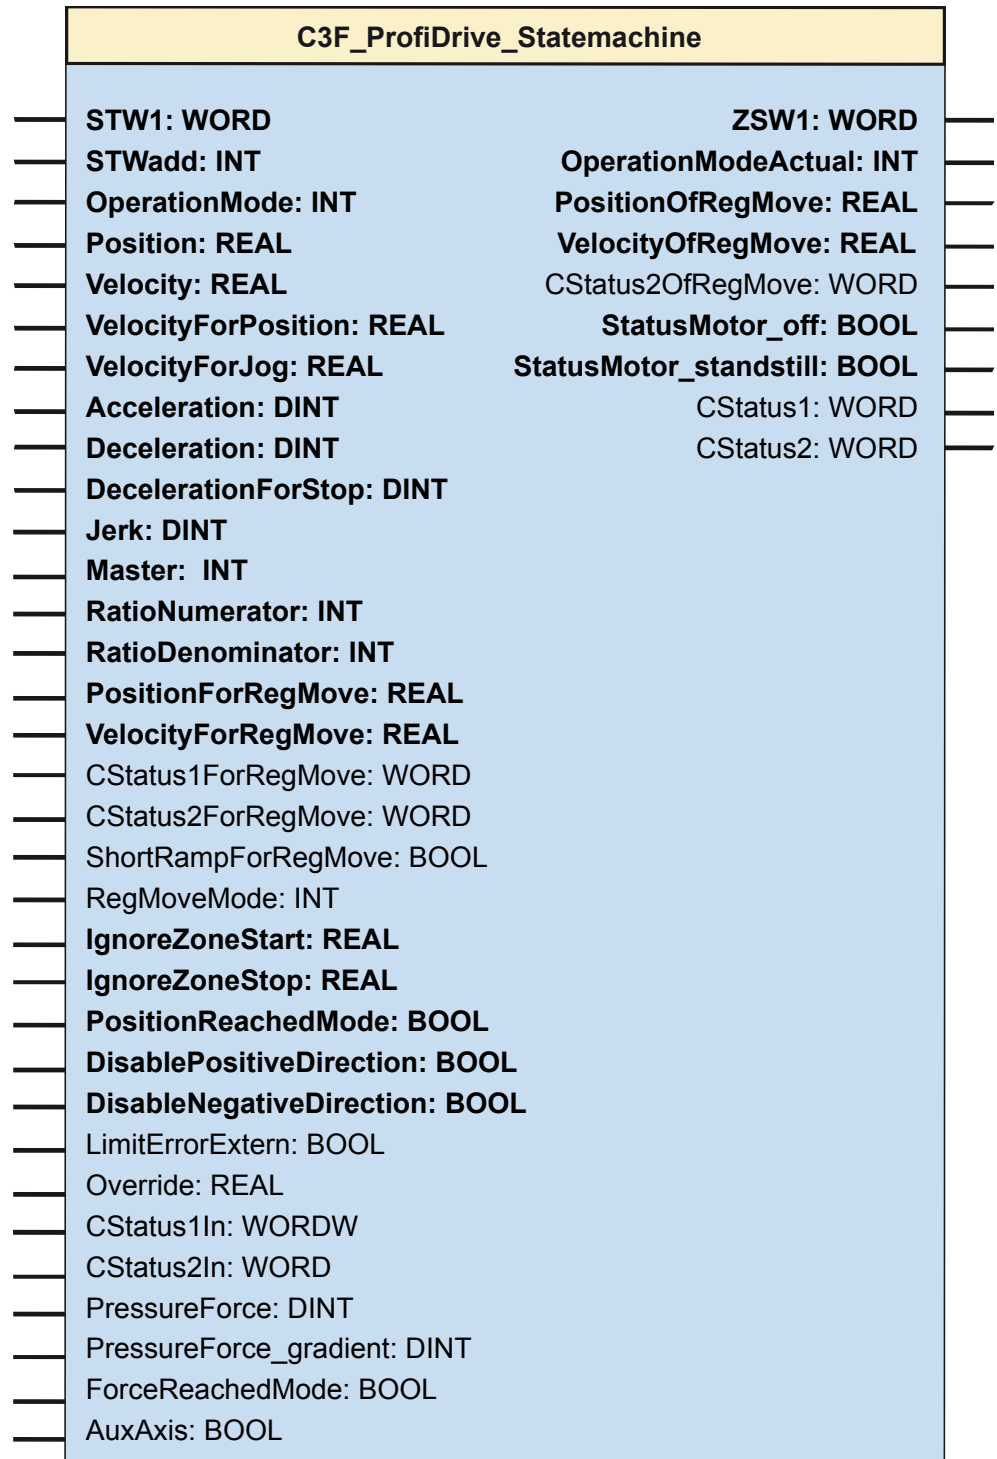 C3F_ProfiDrive_Statemachine
STW1: WORD ZSW1: WORD
STWadd: INT OperationModeActual: INT
OperationMode: INT PositionOfRegMove: REAL
Position: REAL VelocityOfRegMove: REAL
Velocity: REAL CStatus2OfRegMove: WORD
VelocityForPosition: REAL StatusMotor_off: BOOL
VelocityForJog: REAL StatusMotor_standstill: BOOL
Acceleration: DINT CStatus1: WORD
Deceleration: DINT CStatus2: WORD
DecelerationForStop: DINT
Jerk: DINT
Master: INT
RatioNumerator: INT
RatioDenominator: INT
PositionForRegMove: REAL
VelocityForRegMove: REAL
CStatus1ForRegMove: WORD
CStatus2ForRegMove: WORD
ShortRampForRegMove: BOOL
RegMoveMode: INT
IgnoreZoneStart: REAL
IgnoreZoneStop: REAL
PositionReachedMode: BOOL
DisablePositiveDirection: BOOL
DisableNegativeDirection: BOOL
LimitErrorExtern: BOOL
Override: REAL
CStatus1In: WORDW
CStatus2In: WORD
PressureForce: DINT
PressureForce_gradient: DINT
ForceReachedMode: BOOL
AuxAxis: BOOL